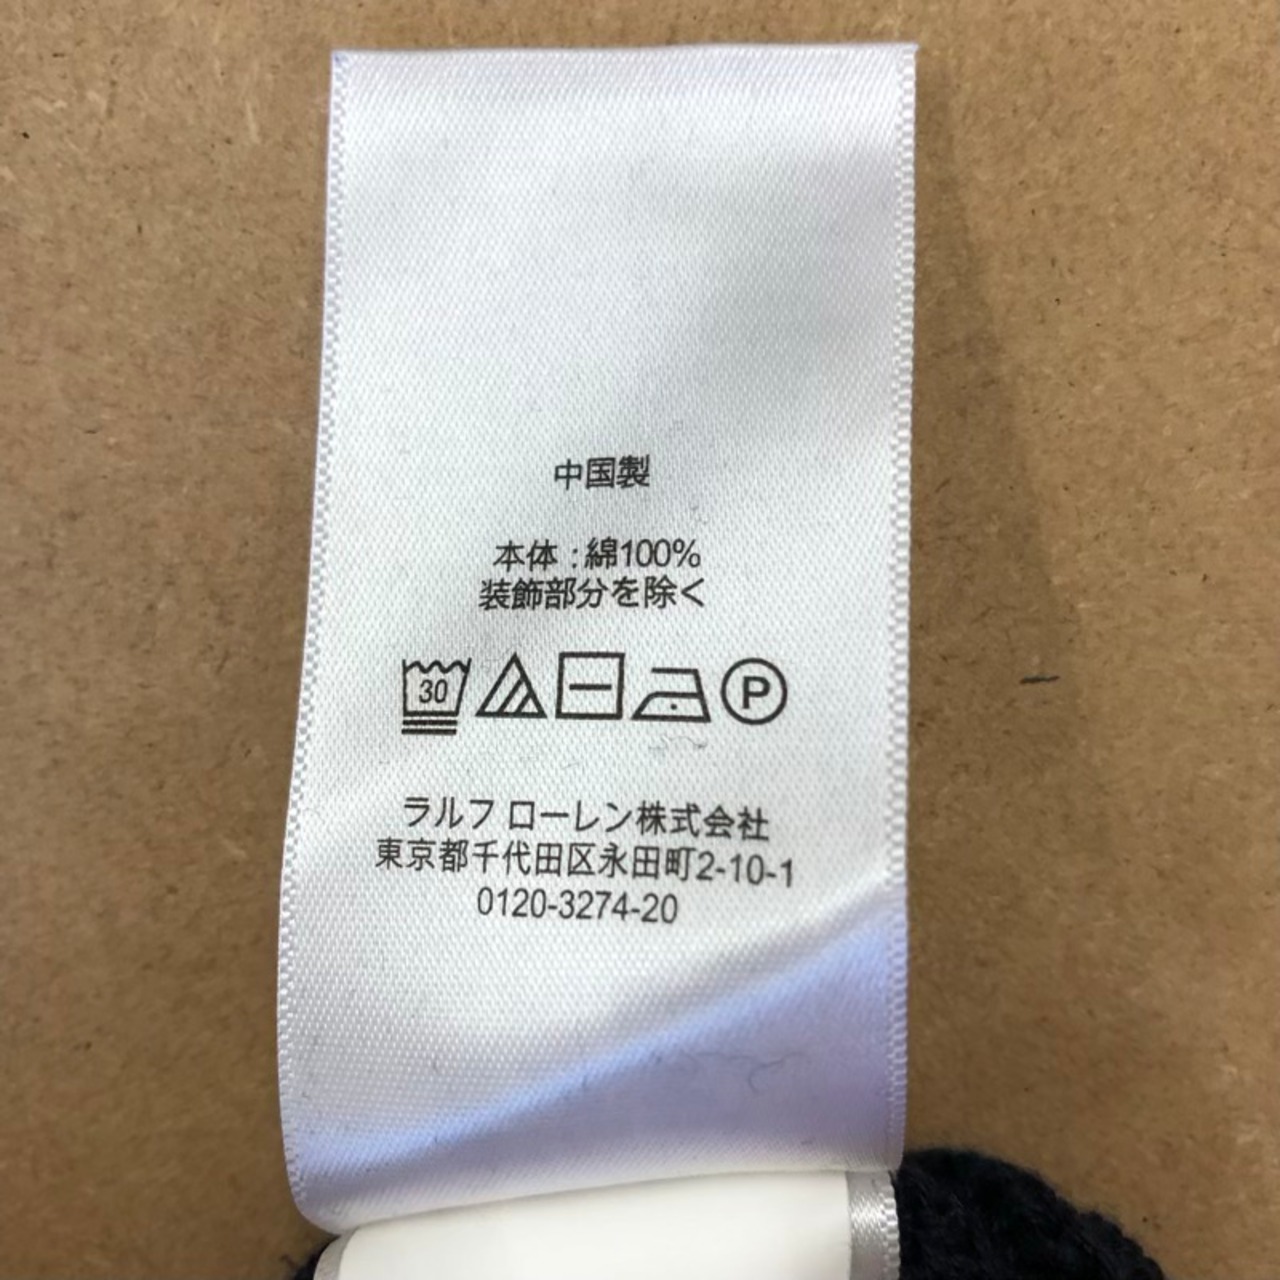 中国製
本体 : 綿100%
装飾部分を除く
30
P
ラルフ ローレン株式会社
東京都千代田区永田町2-10-1
0120-3274-20